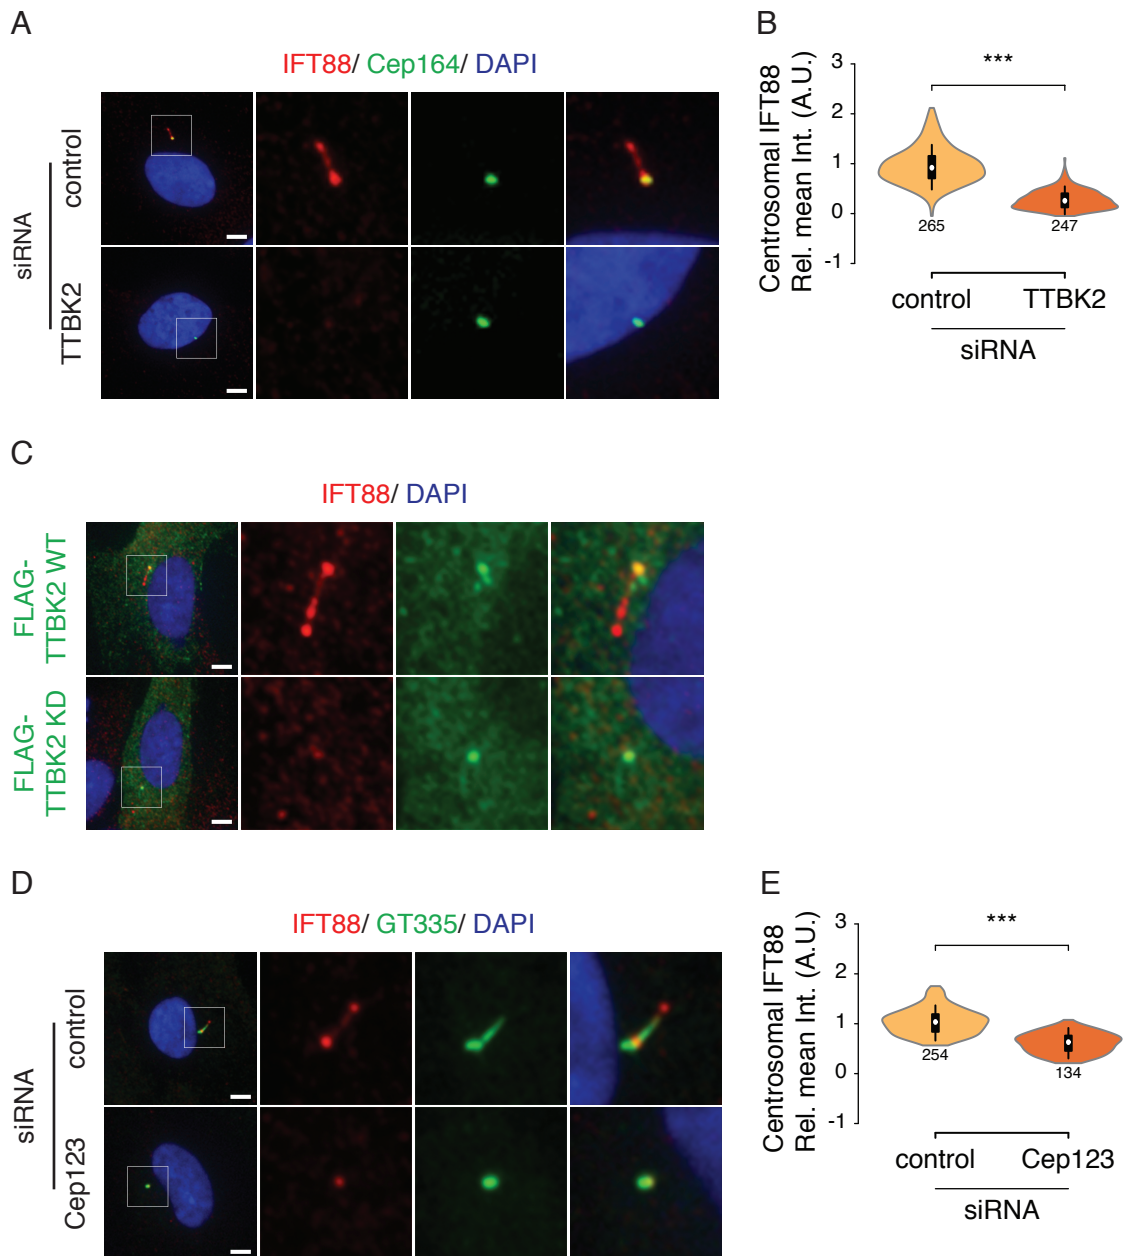 A
IFT88/ Cep164/ DAPI
siRNA
control
TTBK2
B
Centrosomal IFT88
Rel. mean Int. (A.U.)
3
2
1
0
-1
***
265
247
control
TTBK2
siRNA
C
IFT88/ DAPI
FLAG-
TTBK2 WT
FLAG-
TTBK2 KD
D
IFT88/ GT335/ DAPI
siRNA
control
Cep123
E
Centrosomal IFT88
Rel. mean Int. (A.U.)
3
2
1
0
-1
***
254
134
control
Cep123
siRNA